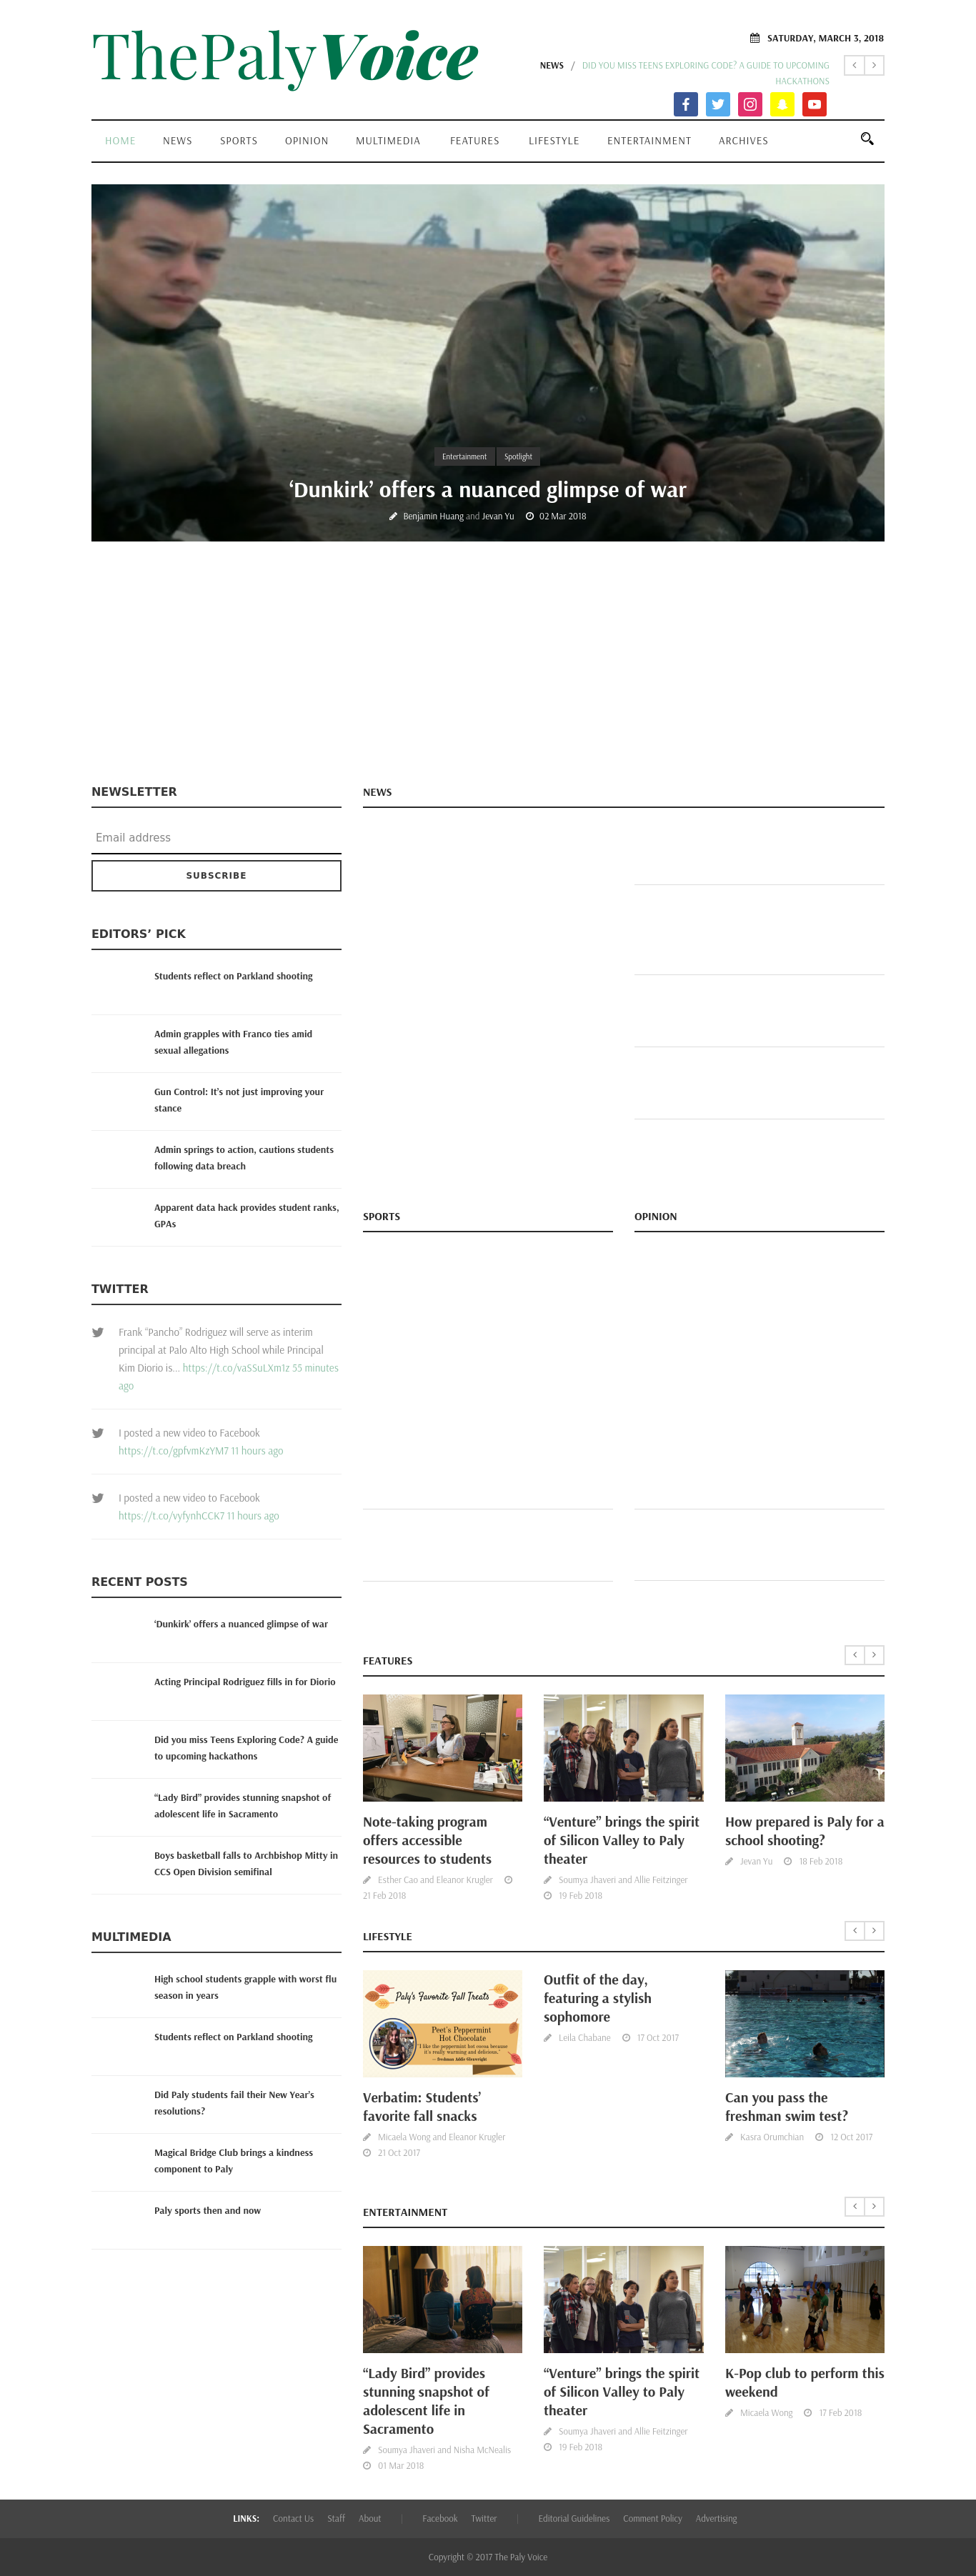 ThePalyVoice
SATURDAY, MARCH 3, 2018
NEWS / DID YOU MISS TEENS EXPLORING CODE? A GUIDE TO UPCOMING
HACKATHONS
HOME NEWS SPORTS OPINION MULTIMEDIA FEATURES LIFESTYLE ENTERTAINMENT ARCHIVES
Entertainment Spotlight
‘Dunkirk’ offers a nuanced glimpse of war
Benjamin Huang and Jevan Yu 02 Mar 2018
NEWSLETTER
Email address
SUBSCRIBE
EDITORS’ PICK
Students reflect on Parkland shooting
Admin grapples with Franco ties amid
sexual allegations
Gun Control: It’s not just improving your
stance
Admin springs to action, cautions students
following data breach
Apparent data hack provides student ranks,
GPAs
TWITTER
Frank “Pancho” Rodriguez will serve as interim
principal at Palo Alto High School while Principal
Kim Diorio is... https://t.co/vaSSuLXm1z 55 minutes
ago
I posted a new video to Facebook
https://t.co/gpfvmKzYM7 11 hours ago
I posted a new video to Facebook
https://t.co/vyfynhCCK7 11 hours ago
RECENT POSTS
‘Dunkirk’ offers a nuanced glimpse of war
Acting Principal Rodriguez fills in for Diorio
Did you miss Teens Exploring Code? A guide
to upcoming hackathons
“Lady Bird” provides stunning snapshot of
adolescent life in Sacramento
Boys basketball falls to Archbishop Mitty in
CCS Open Division semifinal
MULTIMEDIA
High school students grapple with worst flu
season in years
Students reflect on Parkland shooting
Did Paly students fail their New Year’s
resolutions?
Magical Bridge Club brings a kindness
component to Paly
Paly sports then and now
NEWS
SPORTS
OPINION
FEATURES
Note-taking program
offers accessible
resources to students
Esther Cao and Eleanor Krugler
21 Feb 2018
“Venture” brings the spirit
of Silicon Valley to Paly
theater
Soumya Jhaveri and Allie Feitzinger
19 Feb 2018
How prepared is Paly for a
school shooting?
Jevan Yu 18 Feb 2018
LIFESTYLE
Paly's Favorite Fall Treats
Peet's Peppermint
Hot Chocolate
Verbatim: Students’
favorite fall snacks
Micaela Wong and Eleanor Krugler
21 Oct 2017
Outfit of the day,
featuring a stylish
sophomore
Leila Chabane 17 Oct 2017
Can you pass the
freshman swim test?
Kasra Orumchian 12 Oct 2017
ENTERTAINMENT
“Lady Bird” provides
stunning snapshot of
adolescent life in
Sacramento
Soumya Jhaveri and Nisha McNealis
01 Mar 2018
“Venture” brings the spirit
of Silicon Valley to Paly
theater
Soumya Jhaveri and Allie Feitzinger
19 Feb 2018
K-Pop club to perform this
weekend
Micaela Wong 17 Feb 2018
LINKS: Contact Us Staff About | Facebook Twitter | Editorial Guidelines Comment Policy Advertising
Copyright © 2017 The Paly Voice